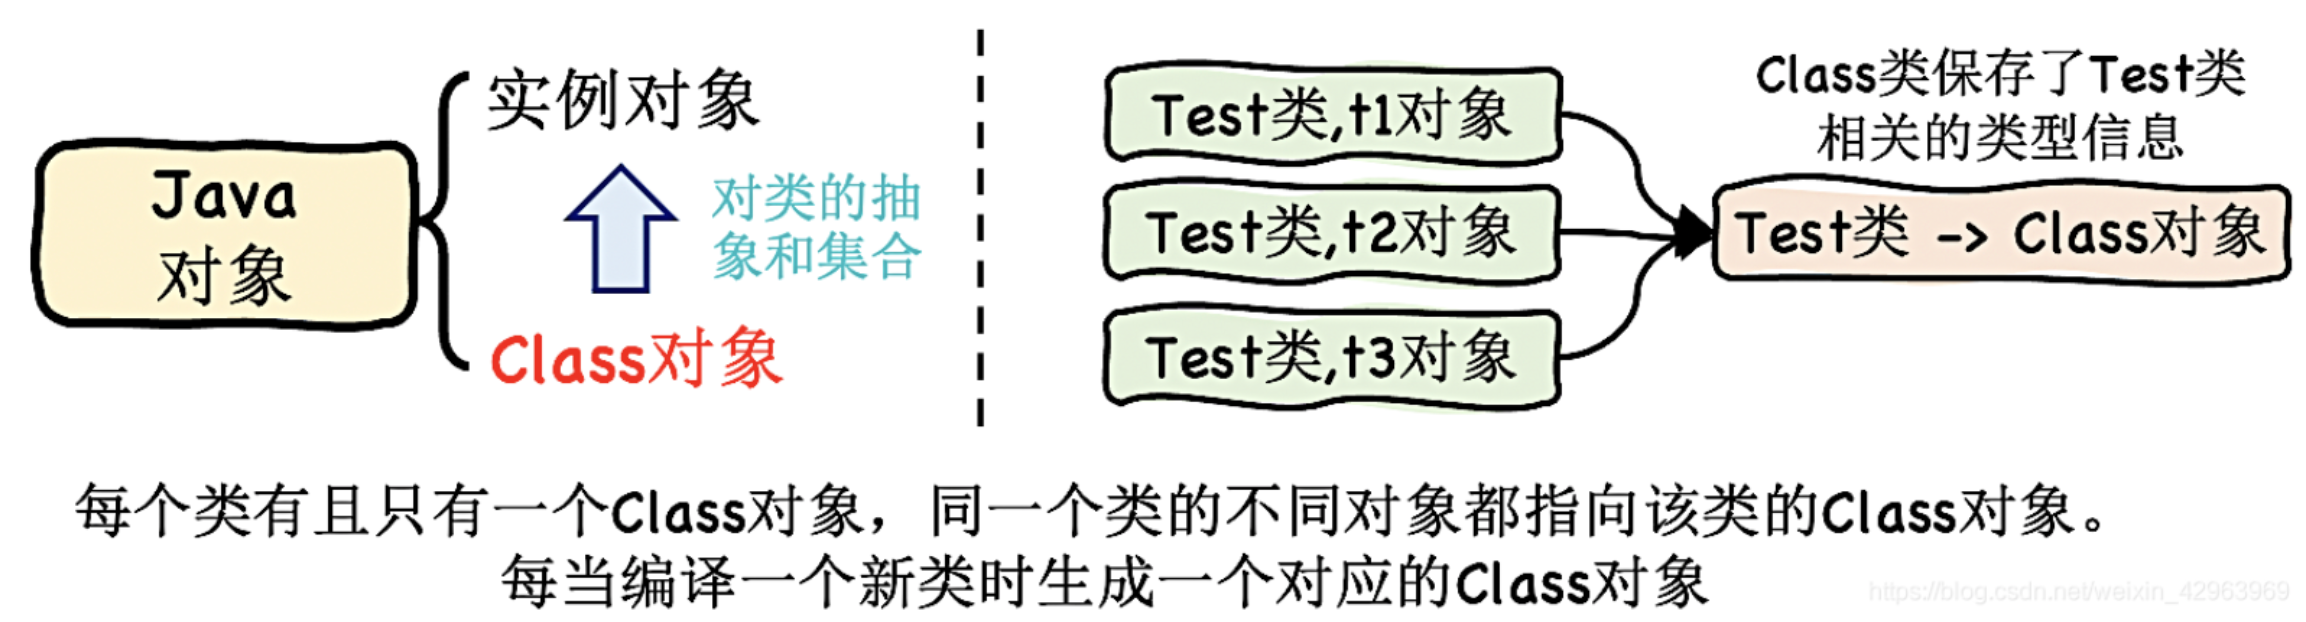 Java
对象
实例对象
对类的抽
象和集合
Class对象
Test类,t1对象
Test类,t2对象
Test类,t3对象
Class类保存了Test类
相关的类型信息
Test类 -> Class对象
每个类有且只有一个Class对象，同一个类的不同对象都指向该类的Class对象。
每当编译一个新类时生成一个对应的Class对象
https://blog.csdn.net/weixin_42963969